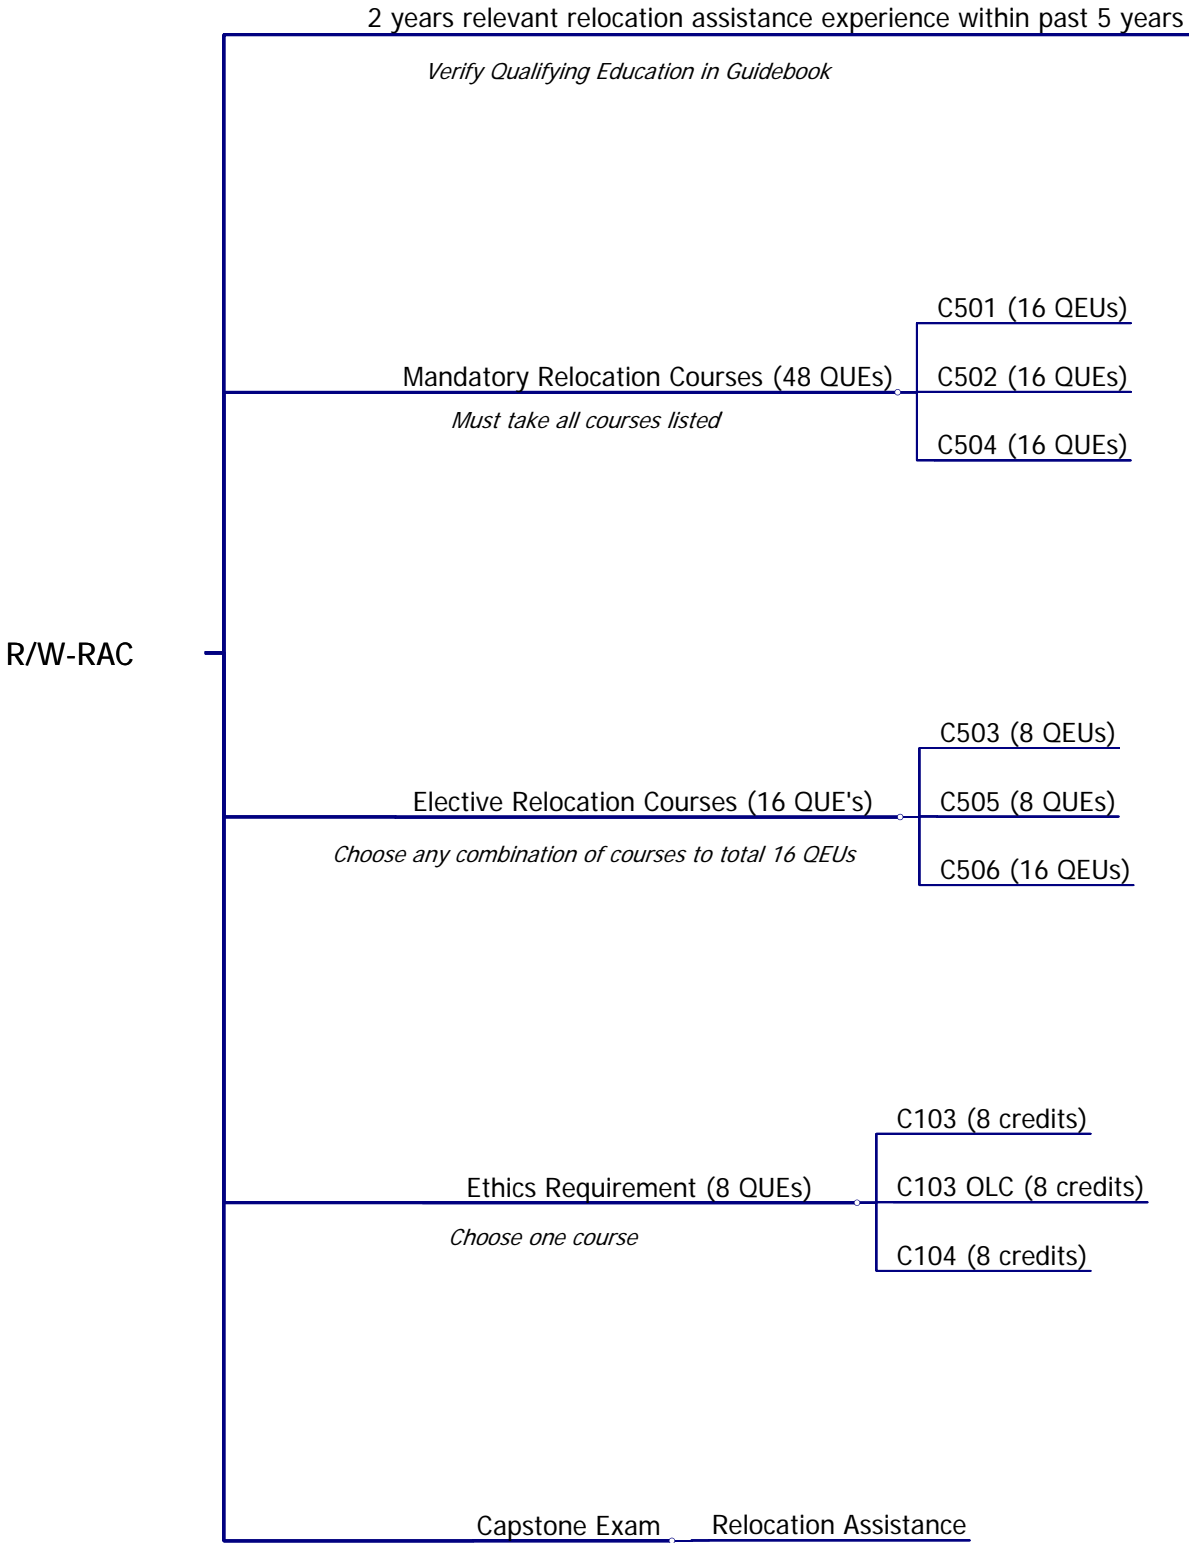 2 years relevant relocation assistance experience within past 5 years
Verify Qualifying Education in Guidebook
C501 (16 QEUs)
Mandatory Relocation Courses (48 QUEs)
C502 (16 QUEs)
Must take all courses listed
C504 (16 QUEs)
R/W-RAC
C503 (8 QEUs)
Elective Relocation Courses (16 QUE's)
C505 (8 QUEs)
Choose any combination of courses to total 16 QEUs
C506 (16 QEUs)
C103 (8 credits)
Ethics Requirement (8 QUEs)
C103 OLC (8 credits)
Choose one course
C104 (8 credits)
Capstone Exam
Relocation Assistance